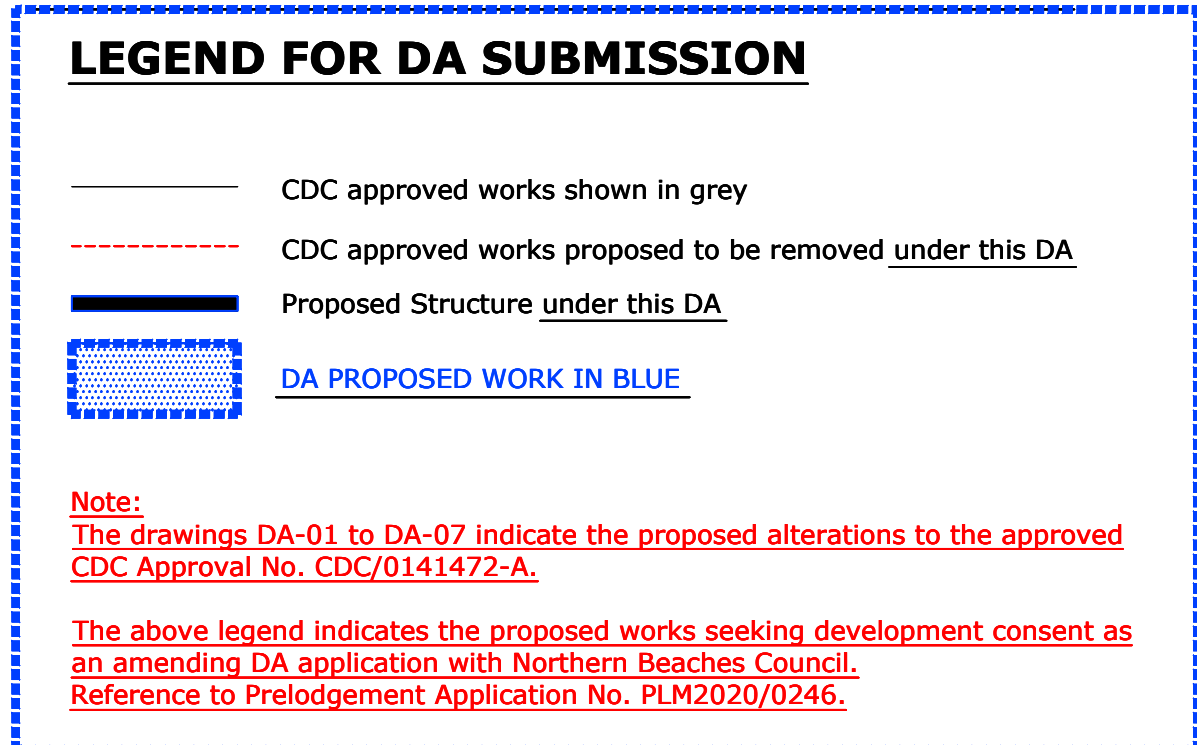 LEGEND FOR DA SUBMISSION
CDC approved works shown in grey
CDC approved works proposed to be removed under this DA
Proposed Structure under this DA
DA PROPOSED WORK IN BLUE
Note:
The drawings DA-01 to DA-07 indicate the proposed alterations to the approved
CDC Approval No. CDC/0141472-A.
The above legend indicates the proposed works seeking development consent as
an amending DA application with Northern Beaches Council.
Reference to Prelodgement Application No. PLM2020/0246.